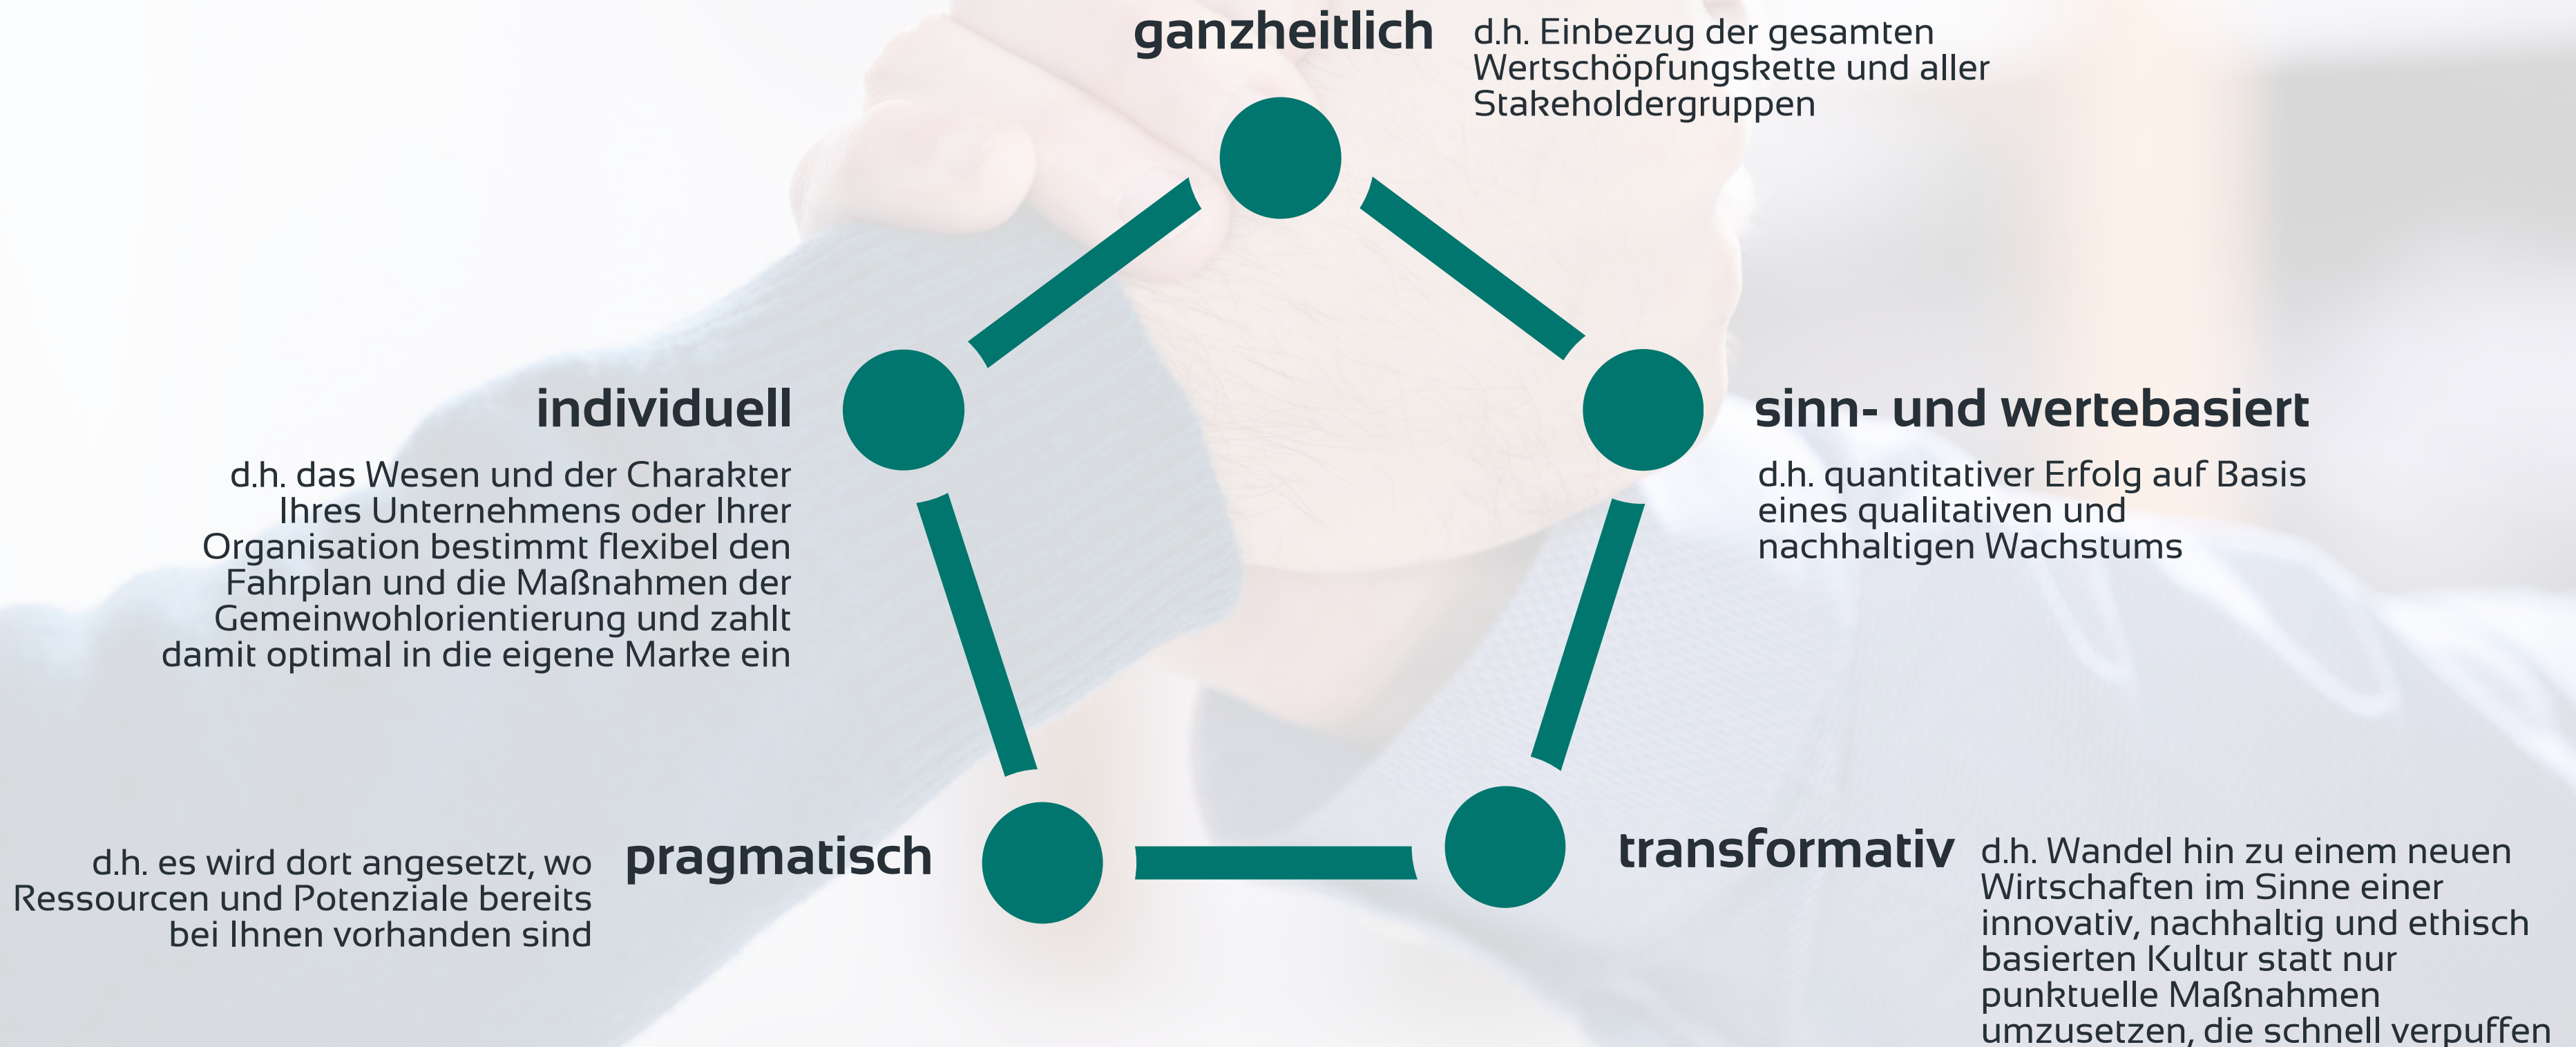 ganzheitlich
d.h. Einbezug der gesamten
Wertschöpfungskette und aller
Stakeholdergruppen
individuell
d.h. das Wesen und der Charakter
Ihres Unternehmens oder Ihrer
Organisation bestimmt flexibel den
Fahrplan und die Maßnahmen der
Gemeinwohlorientierung und zahlt
damit optimal in die eigene Marke ein
sinn- und wertebasiert
d.h. quantitativer Erfolg auf Basis
eines qualitativen und
nachhaltigen Wachstums
pragmatisch
d.h. es wird dort angesetzt, wo
Ressourcen und Potenziale bereits
bei Ihnen vorhanden sind
transformativ
d.h. Wandel hin zu einem neuen
Wirtschaften im Sinne einer
innovativ, nachhaltig und ethisch
basierten Kultur statt nur
punktuelle Maßnahmen
umzusetzen, die schnell verpuffen